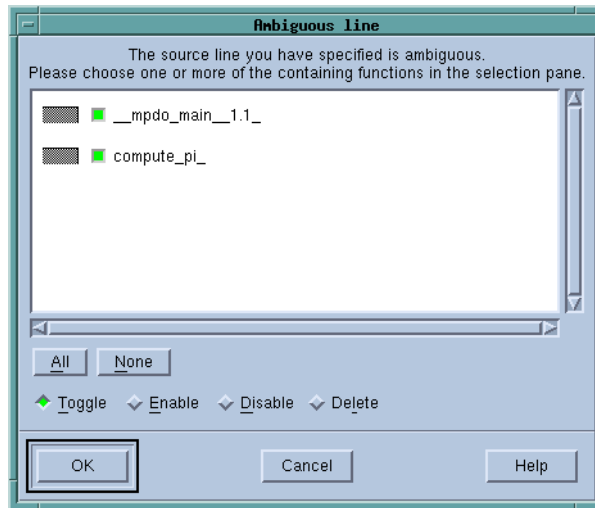 Ambiguous line
The source line you have specified is ambiguous.
Please choose one or more of the containing functions in the selection pane.
__mpdo_main__1.1_
compute_pi_
All None
Toggle Enable Disable Delete
OK Cancel Help